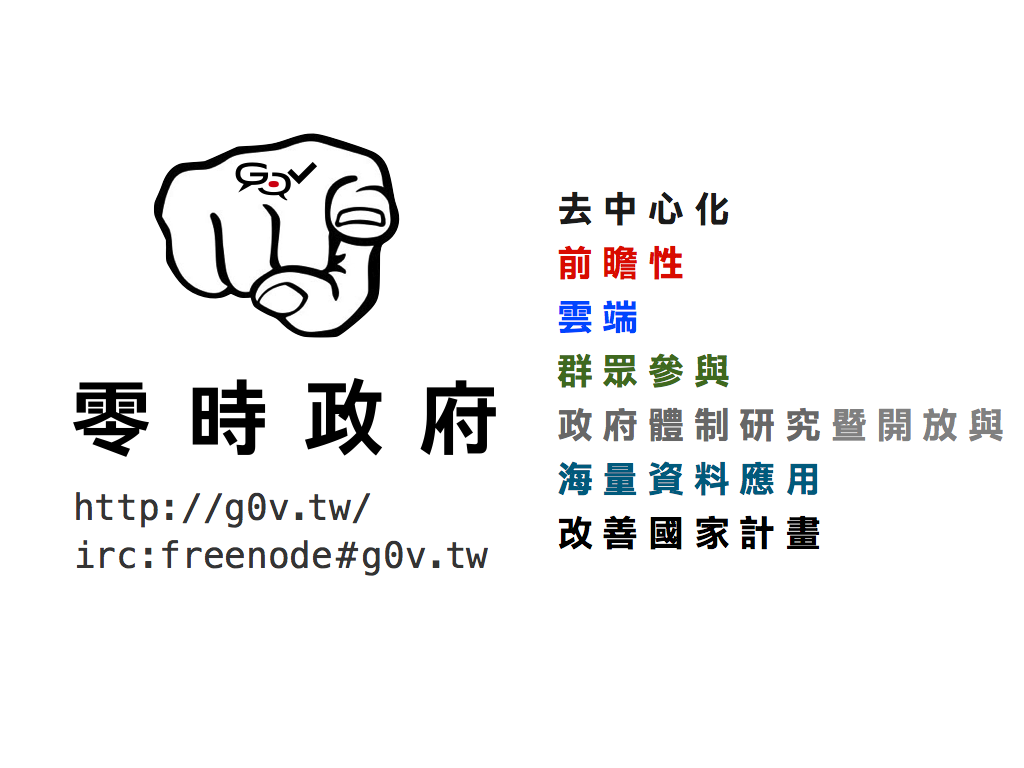 G0V
零時政府
http://g0v.tw/
irc:freenode#g0v.tw
去中心化
前瞻性
雲端
群眾參與
政府體制研究暨開放與
海量資料應用
改善國家計畫